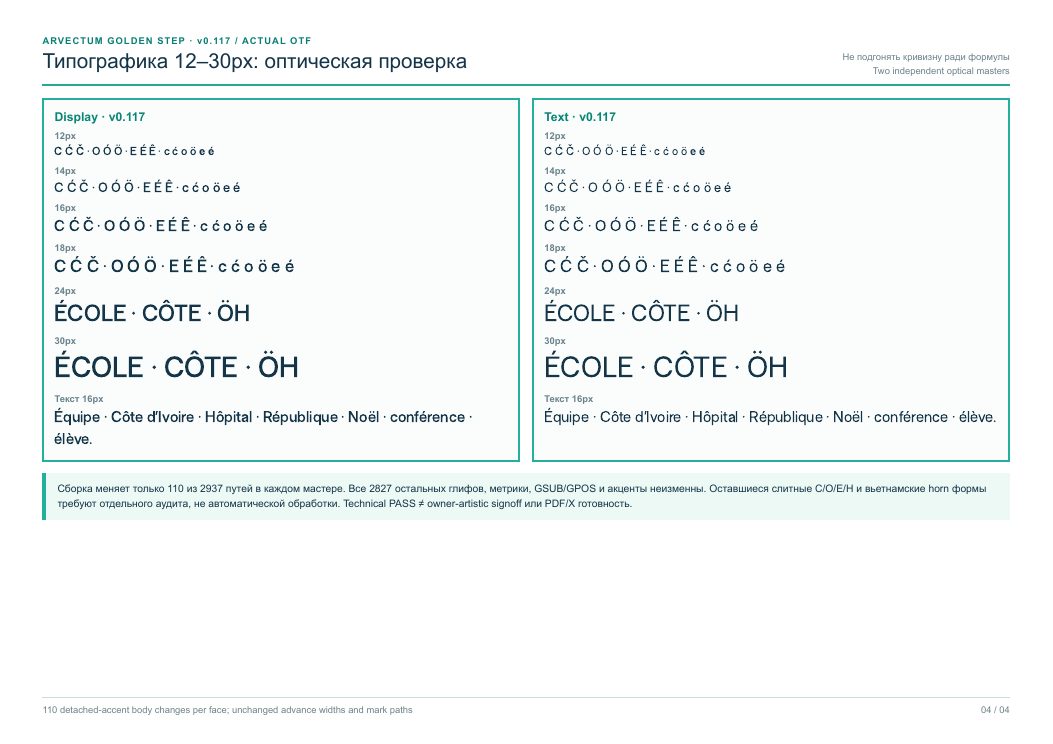 ARVECTUM GOLDEN STEP · v0.117 / ACTUAL OTF
Типографика 12–30px: оптическая проверка
Не подгонять кривизну ради формулы
Two independent optical masters
Display · v0.117
12px
C Ć Č · O Ó Ö · E É Ê · c ć o ö e é
14px
C Ć Č · O Ó Ö · E É Ê · c ć o ö e é
16px
C Ć Č · O Ó Ö · E É Ê · c ć o ö e é
18px
C Ć Č · O Ó Ö · E É Ê · c ć o ö e é
24px
ÉCOLE · CÔTE · ÖH
30px
ÉCOLE · CÔTE · ÖH
Текст 16px
Équipe · Côte d'Ivoire · Hôpital · République · Noël · conférence ·
élève.
Text · v0.117
12px
C Ć Č · O Ó Ö · E É Ê · c ć o ö e é
14px
C Ć Č · O Ó Ö · E É Ê · c ć o ö e é
16px
C Ć Č · O Ó Ö · E É Ê · c ć o ö e é
18px
C Ć Č · O Ó Ö · E É Ê · c ć o ö e é
24px
ÉCOLE · CÔTE · ÖH
30px
ÉCOLE · CÔTE · ÖH
Текст 16px
Équipe · Côte d'Ivoire · Hôpital · République · Noël · conférence · élève.
Сборка меняет только 110 из 2937 путей в каждом мастере. Все 2827 остальных глифов, метрики, GSUB/GPOS и акценты неизменны. Оставшиеся слитные C/O/E/H и вьетнамские horn формы
требуют отдельного аудита, не автоматической обработки. Technical PASS ≠ owner-artistic signoff или PDF/X готовность.
110 detached-accent body changes per face; unchanged advance widths and mark paths
04 / 04